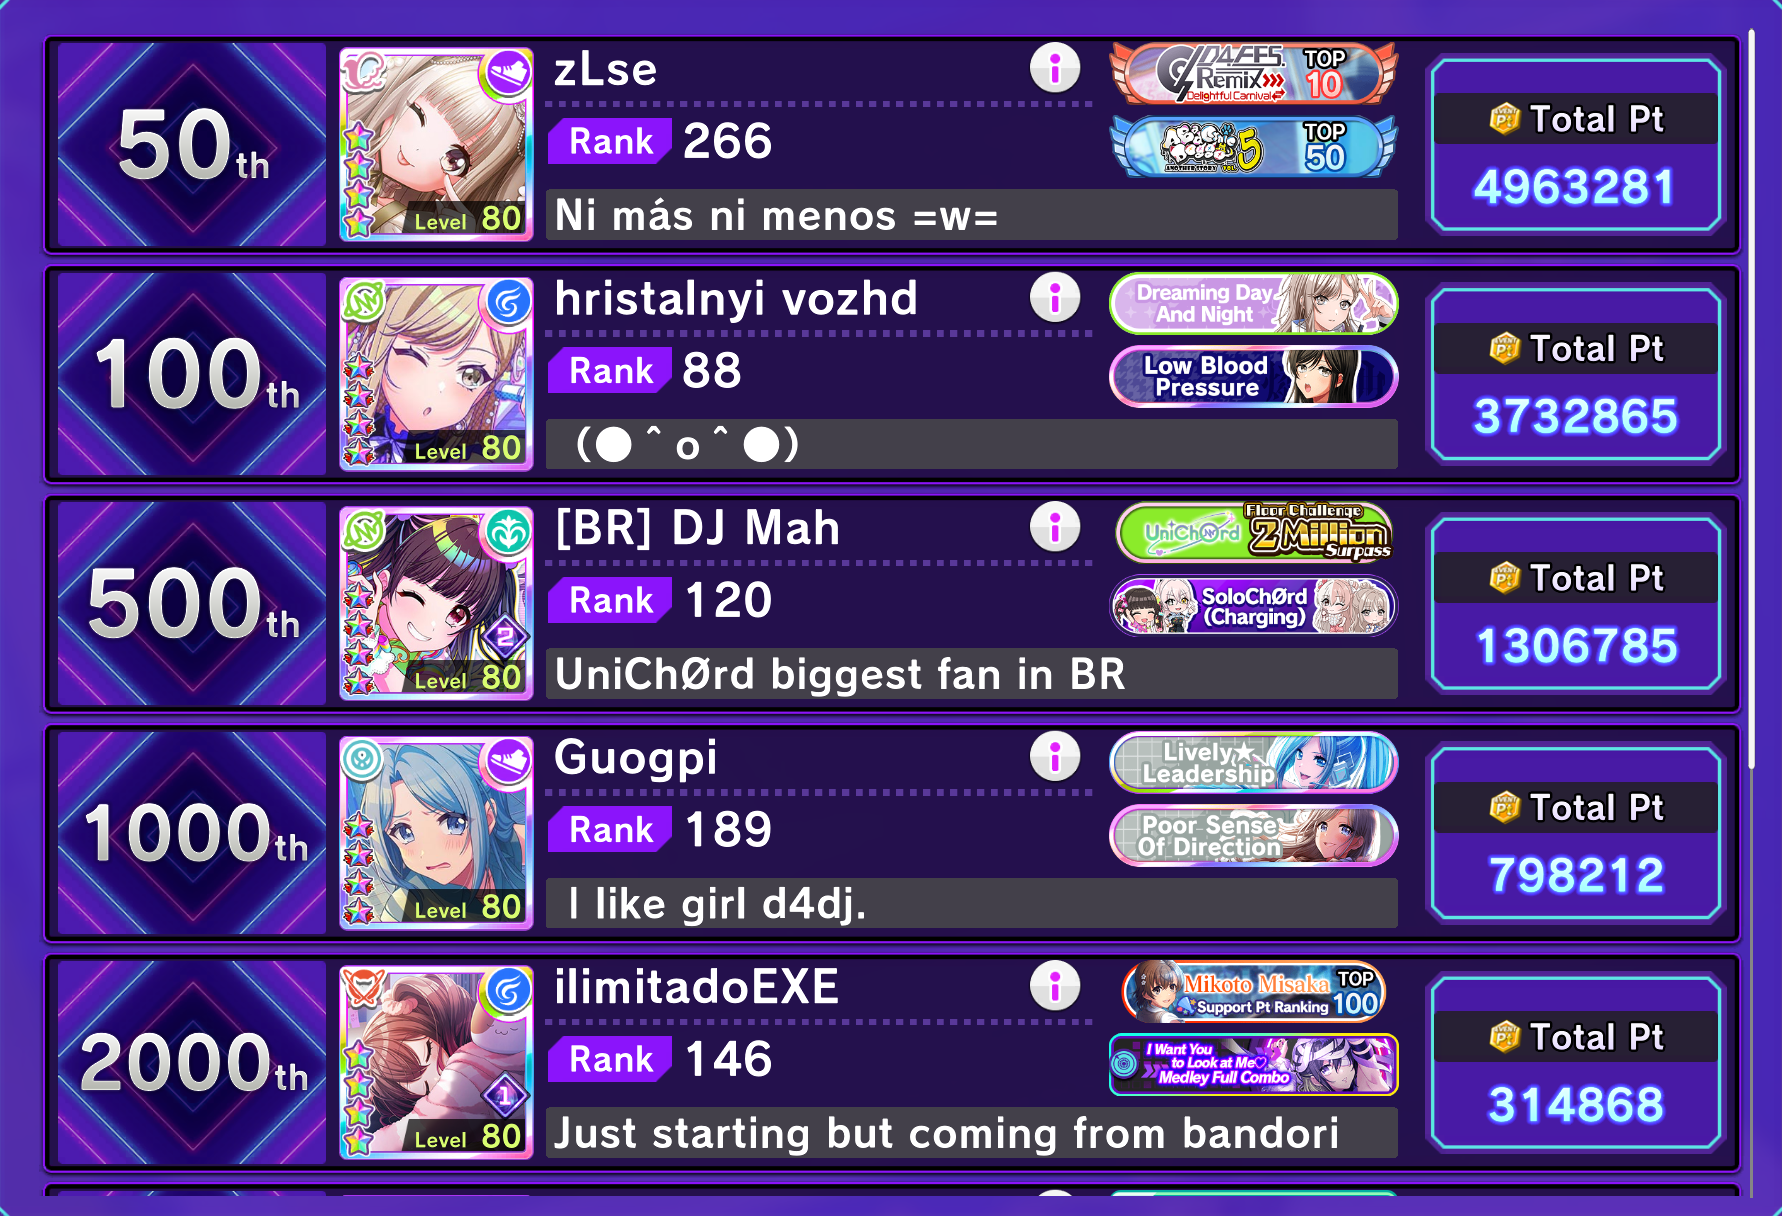 50th
zLse
Rank 266
Ni más ni menos =w=
D4 FES. Remix
Delightful Carnival
TOP 10
TOP 50
Total Pt
4963281
Level 80
100th
hristalnyi vozhd
Rank 88
(●＾o＾●)
Dreaming Day And Night
Low Blood Pressure
Total Pt
3732865
Level 80
500th
[BR] DJ Mah
Rank 120
UniChØrd biggest fan in BR
UniChØrd Floor Challenge 2Million Surpass
SoloChØrd (Charging)
Total Pt
1306785
2
Level 80
1000th
Guogpi
Rank 189
I like girl d4dj.
Lively★ Leadership
Poor Sense Of Direction
Total Pt
798212
Level 80
2000th
ilimitadoEXE
Rank 146
Just starting but coming from bandori
Mikoto Misaka Support Pt Ranking TOP 100
I Want You to Look at Me♡ Medley Full Combo
Total Pt
314868
1
Level 80